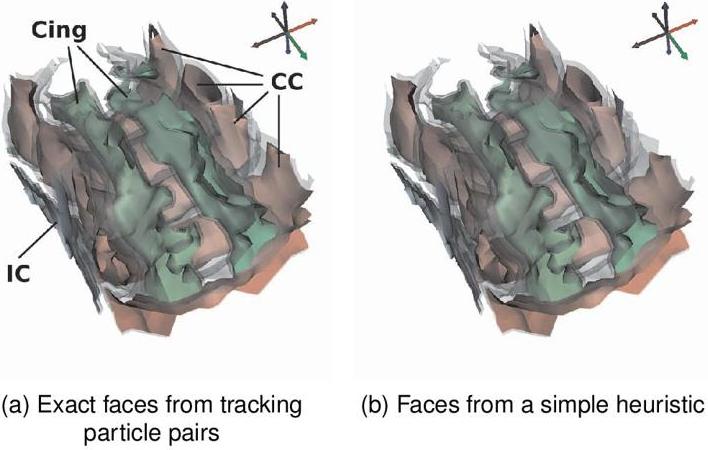 Cing
CC
IC
(a) Exact faces from tracking
particle pairs
(b) Faces from a simple heuristic